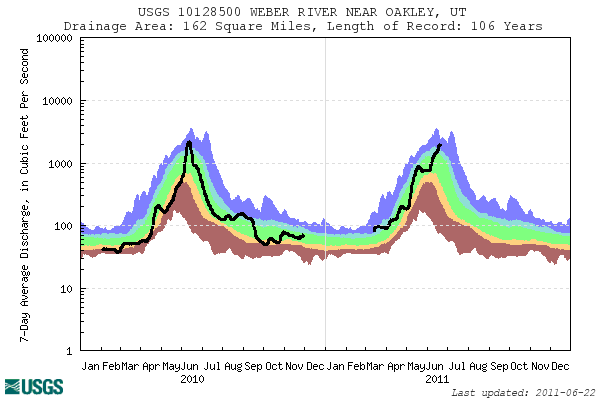 USGS 10128500 WEBER RIVER NEAR OAKLEY, UT
Drainage Area: 162 Square Miles, Length of Record: 106 Years
7-Day Average Discharge, in Cubic Feet Per Second
100000
10000
1000
100
10
1
Jan Feb Mar Apr May Jun Jul Aug Sep Oct Nov Dec Jan Feb Mar Apr May Jun Jul Aug Sep Oct Nov Dec
2010 2011
USGS
Last updated: 2011-06-22